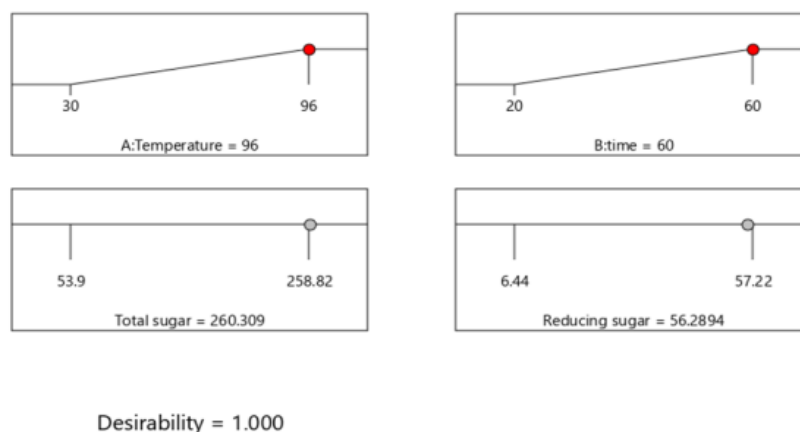 30 96
A:Temperature = 96
20 60
B:time = 60
53.9 258.82
Total sugar = 260.309
6.44 57.22
Reducing sugar = 56.2894
Desirability = 1.000